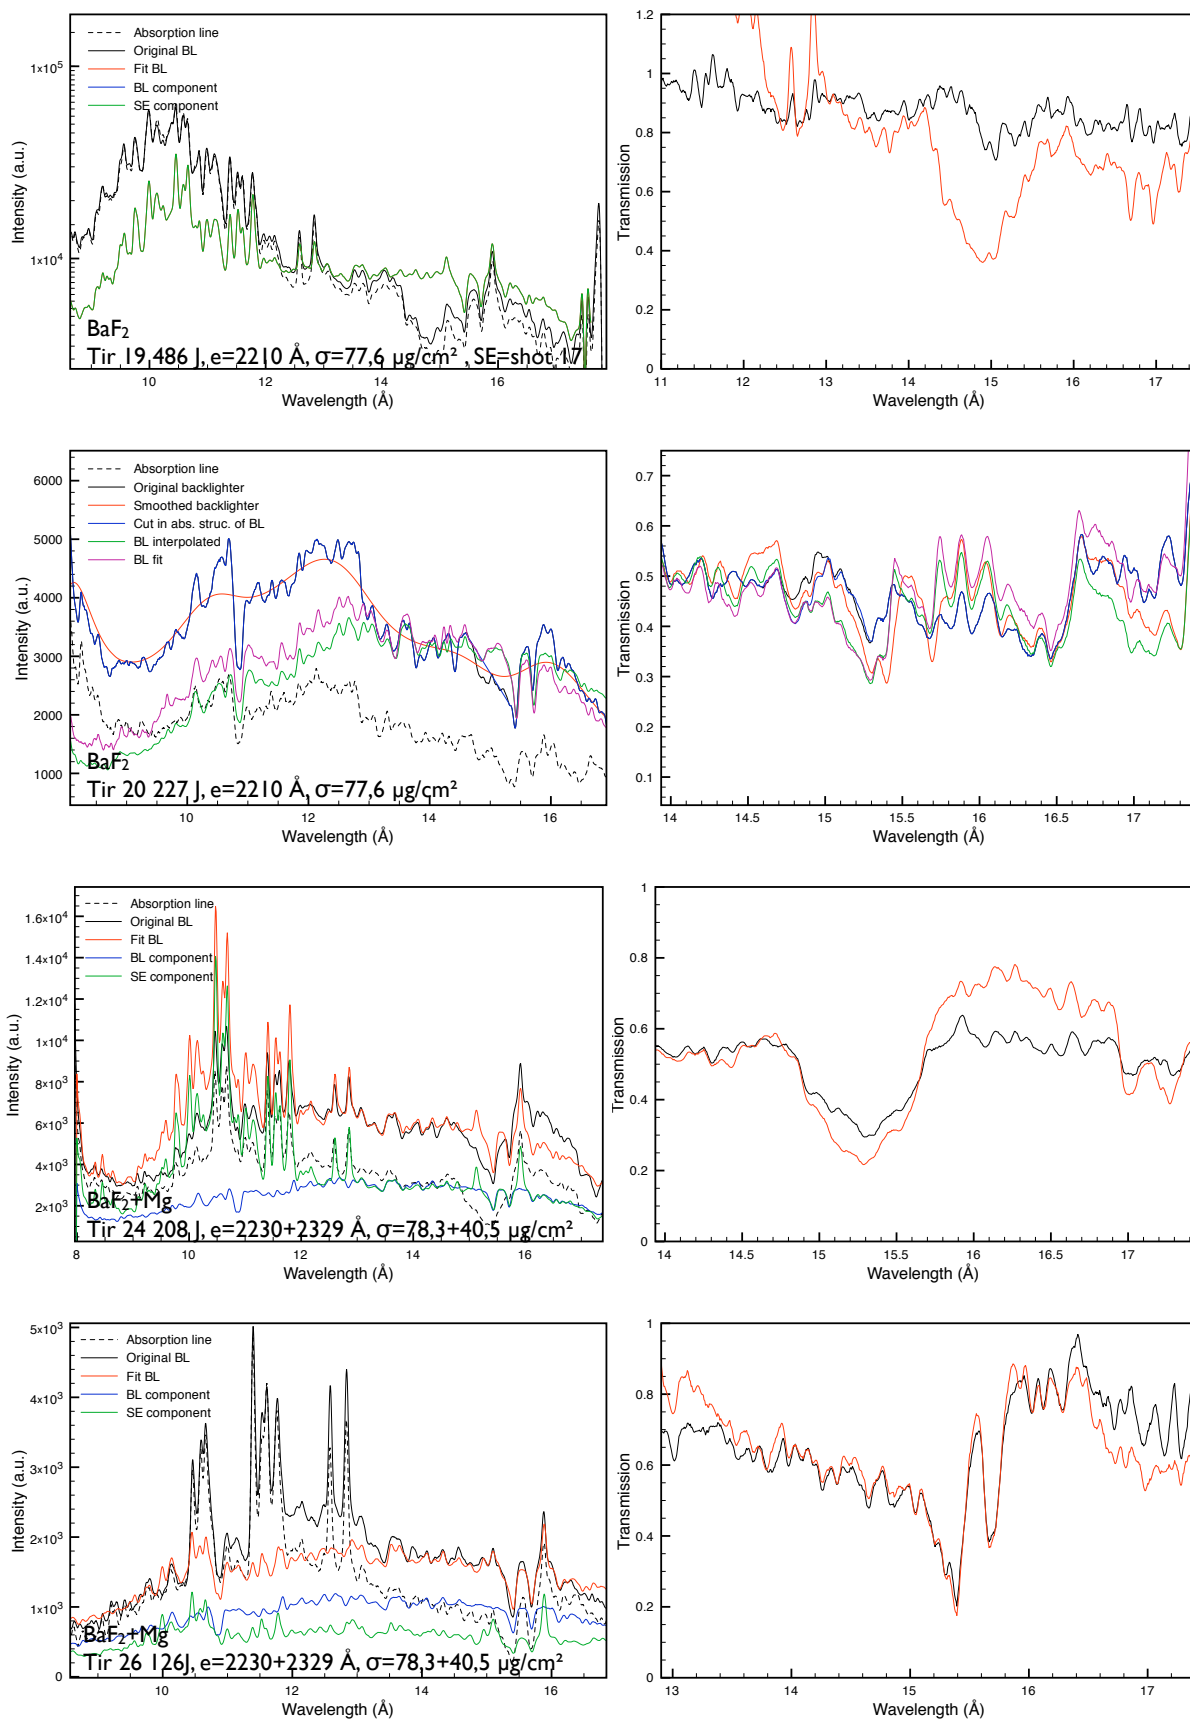 Absorption line
Original BL
Fit BL
BL component
SE component
1×10⁵
1×10⁴
Intensity (a.u.)
BaF₂
Tir 19 486 J, e=2210 Å, σ=77,6 µg/cm² , SE=shot 17
10 12 14 16
Wavelength (Å)
1.2
1
0.8
0.6
0.4
0.2
0
Transmission
11 12 13 14 15 16 17
Wavelength (Å)
Absorption line
Original backlighter
Smoothed backlighter
Cut in abs. struc. of BL
BL interpolated
BL fit
6000
5000
4000
3000
2000
1000
Intensity (a.u.)
BaF₂
Tir 20 227 J, e=2210 Å, σ=77,6 µg/cm²
10 12 14 16
Wavelength (Å)
0.7
0.6
0.5
0.4
0.3
0.2
0.1
Transmission
14 14.5 15 15.5 16 16.5 17
Wavelength (Å)
Absorption line
Original BL
Fit BL
BL component
SE component
1.6×10⁴
1.4×10⁴
1.2×10⁴
1×10⁴
8×10³
6×10³
4×10³
2×10³
Intensity (a.u.)
BaF₂+Mg
Tir 24 208 J, e=2230+2329 Å, σ=78,3+40,5 µg/cm²
8 10 12 14 16
Wavelength (Å)
1
0.8
0.6
0.4
0.2
0
Transmission
14 14.5 15 15.5 16 16.5 17
Wavelength (Å)
Absorption line
Original BL
Fit BL
BL component
SE component
5×10³
4×10³
3×10³
2×10³
1×10³
0
Intensity (a.u.)
BaF₂+Mg
Tir 26 126J, e=2230+2329 Å, σ=78,3+40,5 µg/cm²
10 12 14 16
Wavelength (Å)
1
0.8
0.6
0.4
0.2
0
Transmission
13 14 15 16 17
Wavelength (Å)